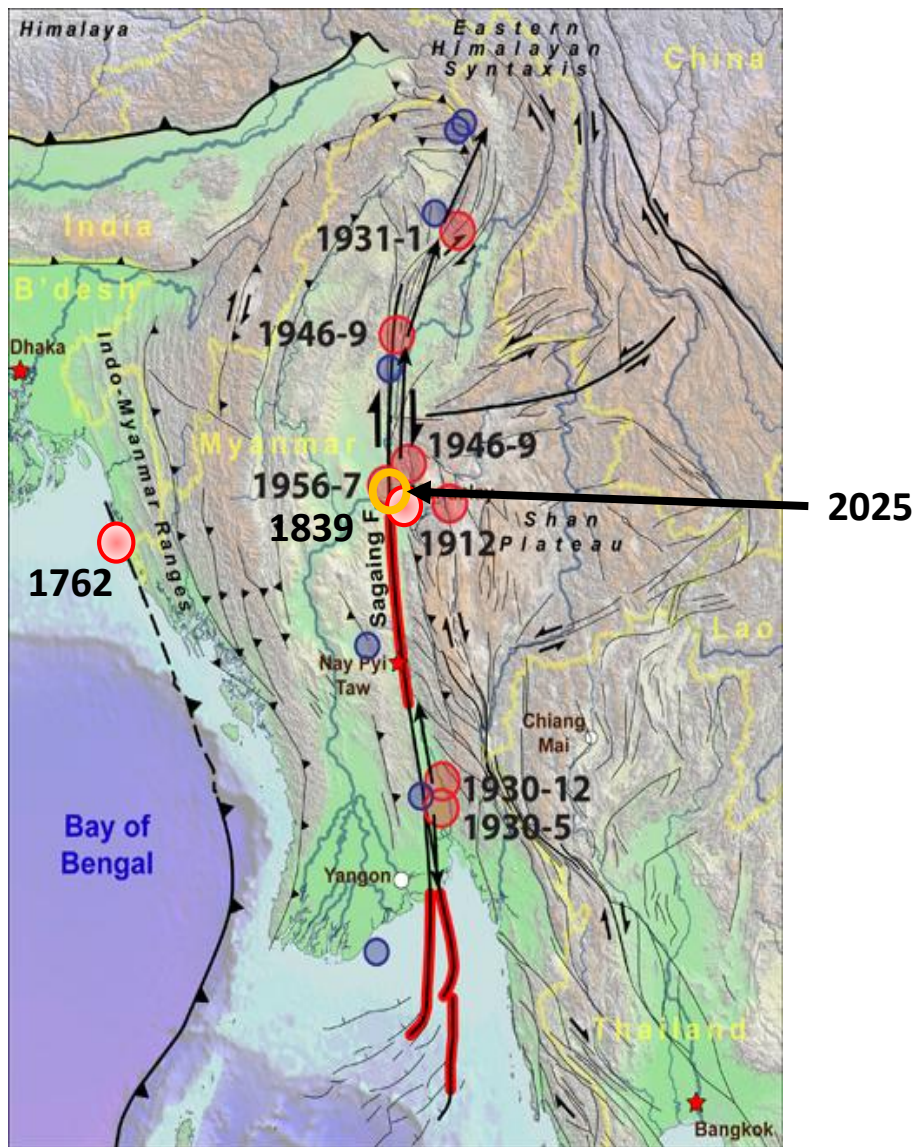 Himalaya
Eastern
Himalayan
Syntaxis
China
India
1931-1
B'desh
1946-9
Dhaka
Indo-Myanmar Ranges
Myanmar
1946-9
1956-7
2025
1839
1912
Shan
Plateau
1762
Sagaing F
Lao
Nay Pyi
Taw
Chiang
Mai
1930-12
1930-5
Bay of
Bengal
Yangon
Thailand
Bangkok